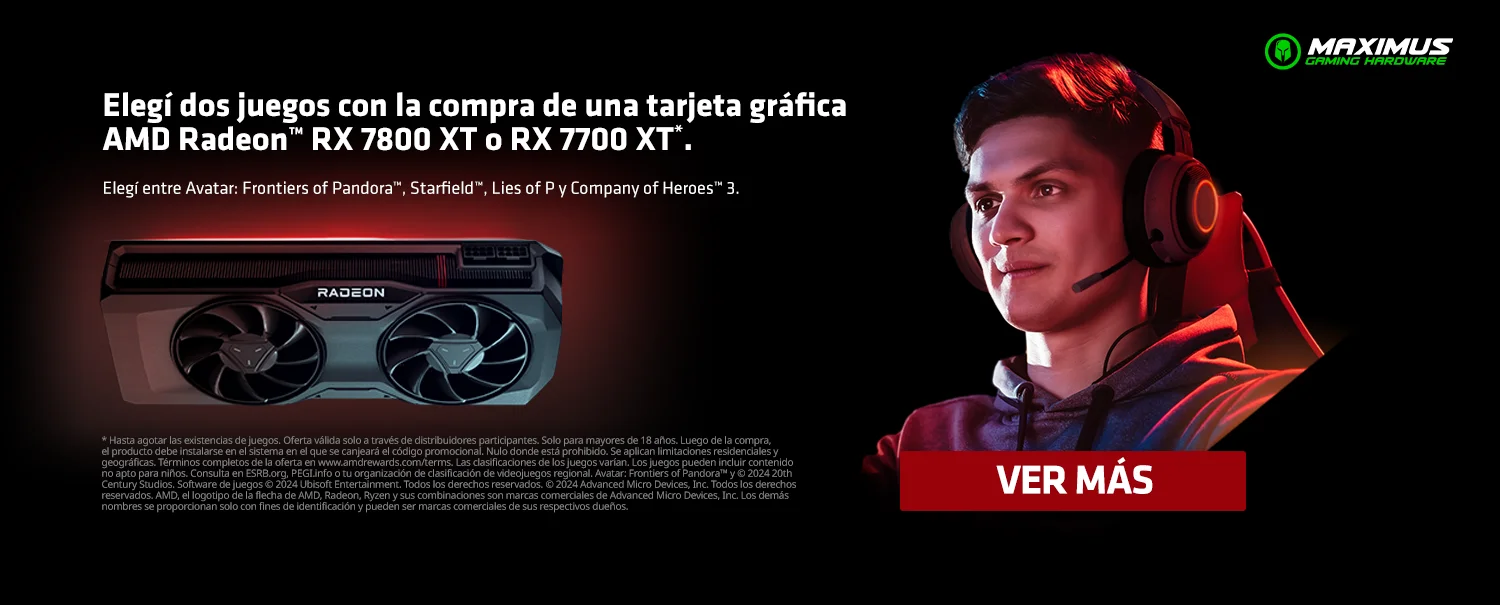 MAXIMUS
GAMING HARDWARE
Elegí dos juegos con la compra de una tarjeta gráfica
AMD Radeon™ RX 7800 XT o RX 7700 XT*.
Elegí entre Avatar: Frontiers of Pandora™, Starfield™, Lies of P y Company of Heroes™ 3.
RADEON
* Hasta agotar las existencias de juegos. Oferta válida solo a través de distribuidores participantes. Solo para mayores de 18 años. Luego de la compra,
el producto debe instalarse en el sistema en el que se canjeará el código promocional. Nulo donde está prohibido. Se aplican limitaciones residenciales y
geográficas. Términos completos de la oferta en www.amdrewards.com/terms. Las clasificaciones de los juegos varían. Los juegos pueden incluir contenido
no apto para niños. Consulta en ESRB.org, PEGI.info o tu organización de clasificación de videojuegos regional. Avatar: Frontiers of Pandora™ y © 2024 20th
Century Studios. Software de juegos © 2024 Ubisoft Entertainment. Todos los derechos reservados. © 2024 Advanced Micro Devices, Inc. Todos los derechos
reservados. AMD, el logotipo de la flecha de AMD, Radeon, Ryzen y sus combinaciones son marcas comerciales de Advanced Micro Devices, Inc. Los demás
nombres se proporcionan solo con fines de identificación y pueden ser marcas comerciales de sus respectivos dueños.
VER MÁS